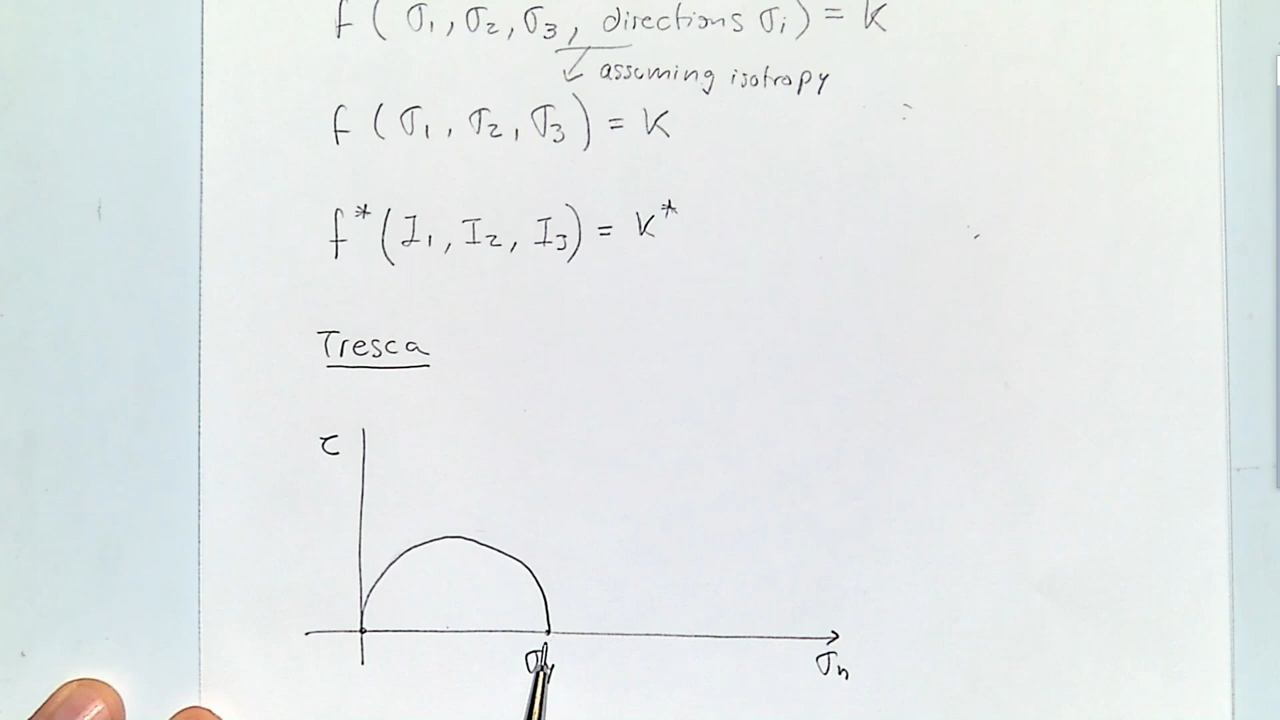 f ( σ₁, σ₂, σ₃, directions σᵢ) = K
↙ assuming isotropy
f ( σ₁, σ₂, σ₃ ) = K
f* ( I₁, I₂, I₃ ) = K*
Tresca
τ
σₙ